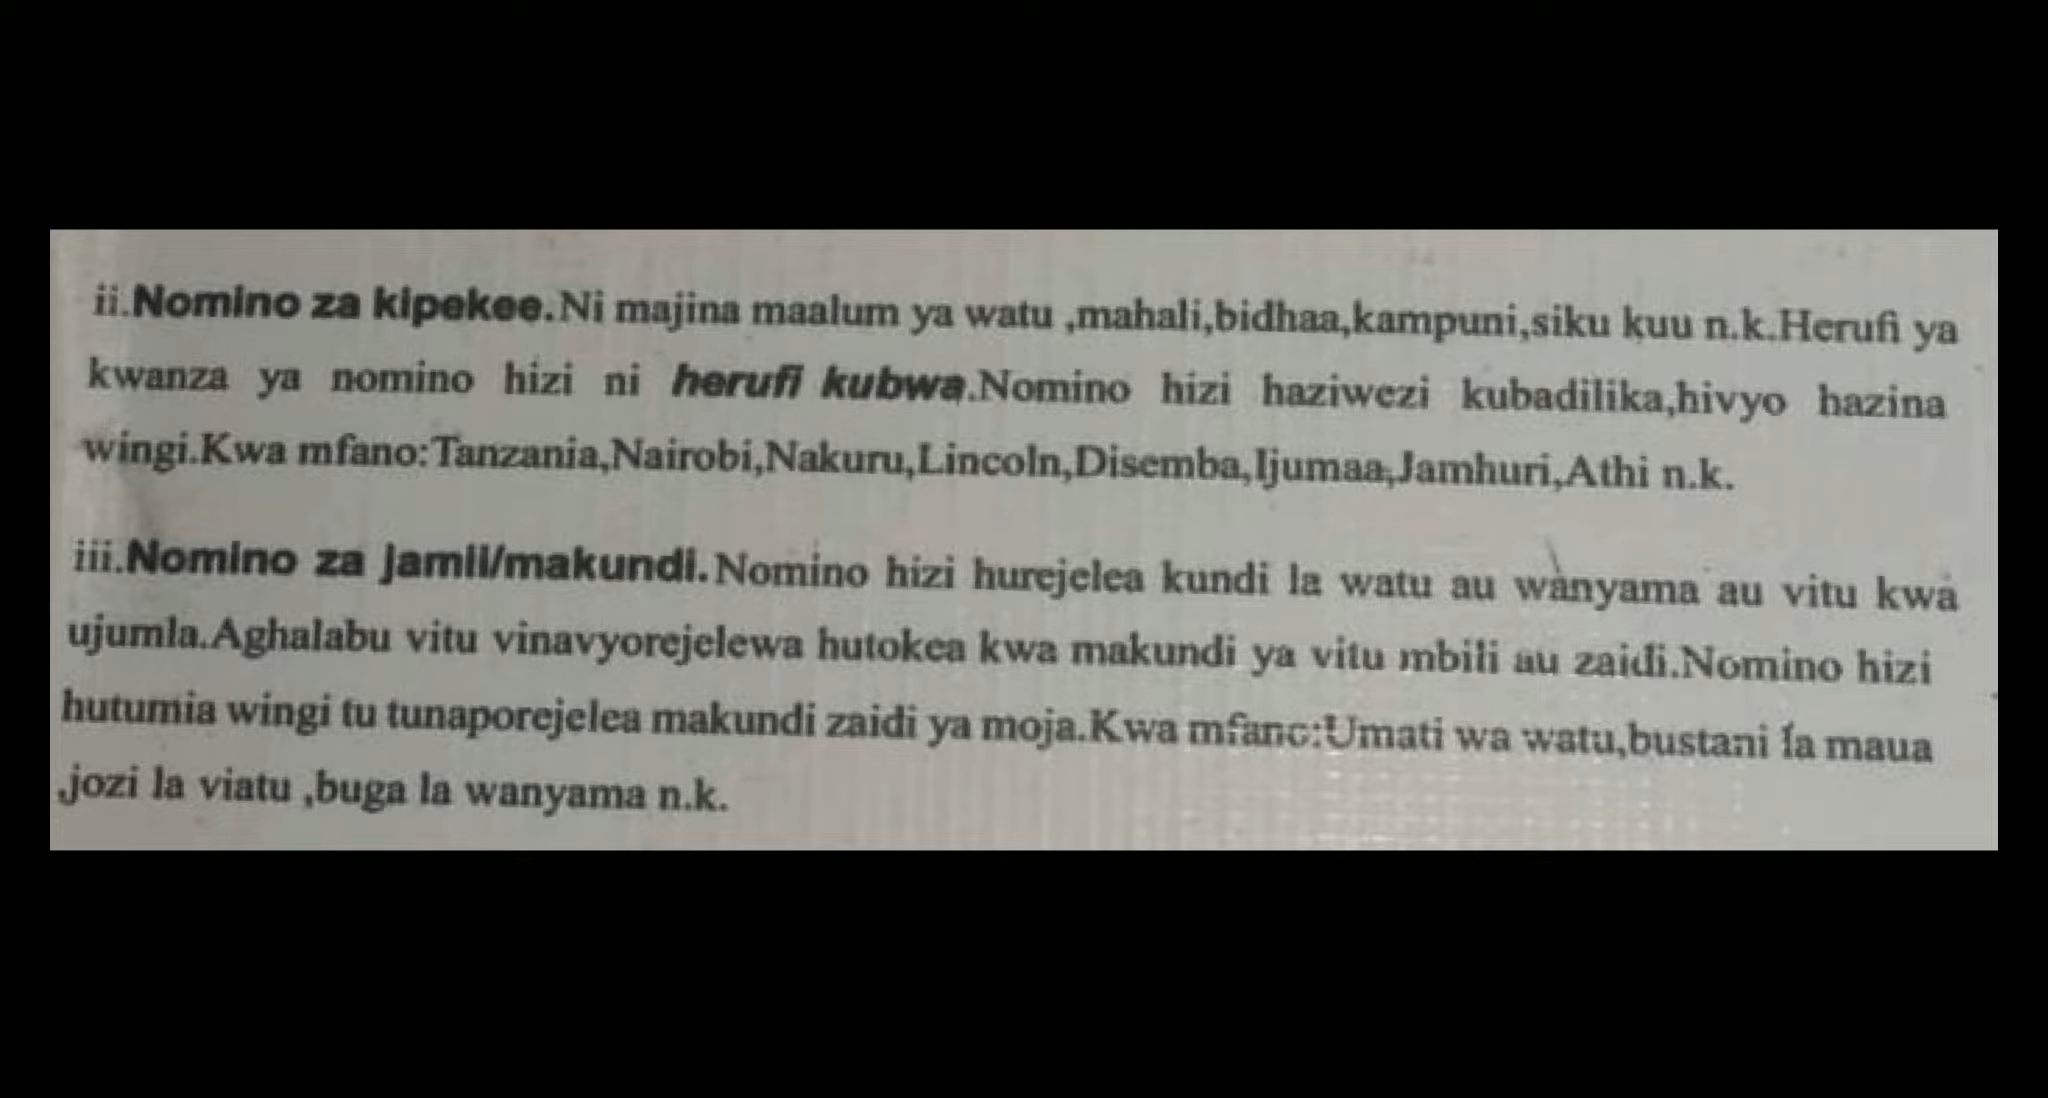 ii.Nomino za kipekee.Ni majina maalum ya watu ,mahali,bidhaa,kampuni,siku kuu n.k.Herufi ya
kwanza ya nomino hizi ni herufi kubwa.Nomino hizi haziwezi kubadilika,hivyo hazina
wingi.Kwa mfano:Tanzania,Nairobi,Nakuru,Lincoln,Disemba,Ijumaa,Jamhuri,Athi n.k.
iii.Nomino za jamii/makundi.Nomino hizi hurejelea kundi la watu au wanyama au vitu kwa
ujumla.Aghalabu vitu vinavyorejelewa hutokea kwa makundi ya vitu mbili au zaidi.Nomino hizi
hutumia wingi tu tunaporejelea makundi zaidi ya moja.Kwa mfano:Umati wa watu,bustani la maua
,jozi la viatu ,buga la wanyama n.k.